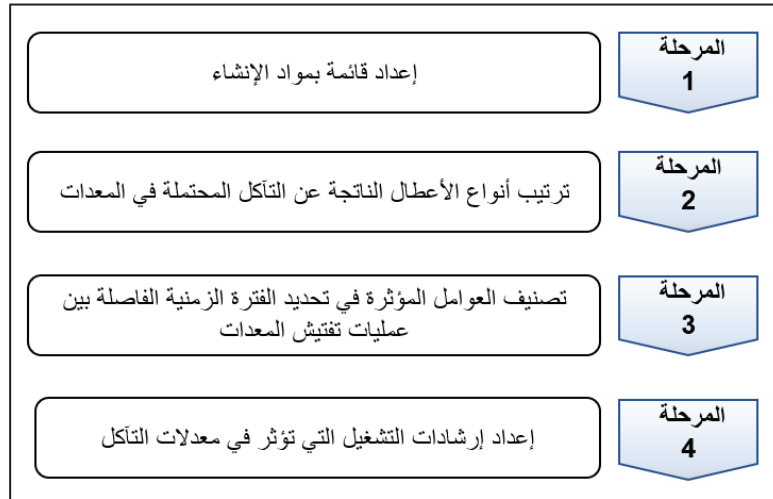 المرحلة
1
إعداد قائمة بمواد الإنشاء
المرحلة
2
ترتيب أنواع الأعطال الناتجة عن التآكل المحتملة في المعدات
المرحلة
3
تصنيف العوامل المؤثرة في تحديد الفترة الزمنية الفاصلة بين
عمليات تفتيش المعدات
المرحلة
4
إعداد إرشادات التشغيل التي تؤثر في معدلات التآكل